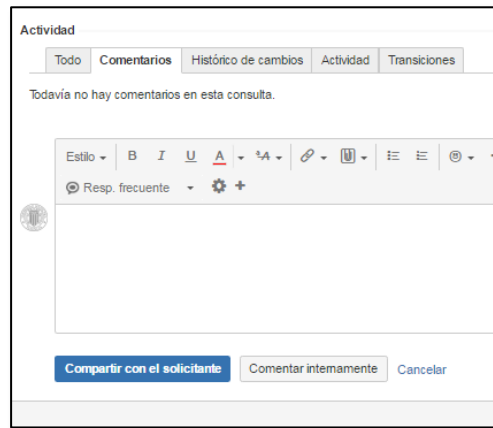 Actividad
Todo Comentarios Histórico de cambios Actividad Transiciones
Todavía no hay comentarios en esta consulta.
Estilo B I U A ªA
Resp. frecuente
Compartir con el solicitante Comentar internamente Cancelar